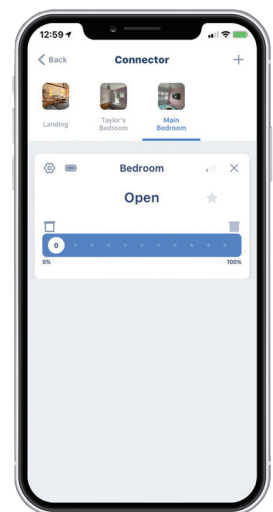 12:59
Back
Connector
Landing
Taylor's
Bedroom
Main
Bedroom
Bedroom
Open
0
0%
100%